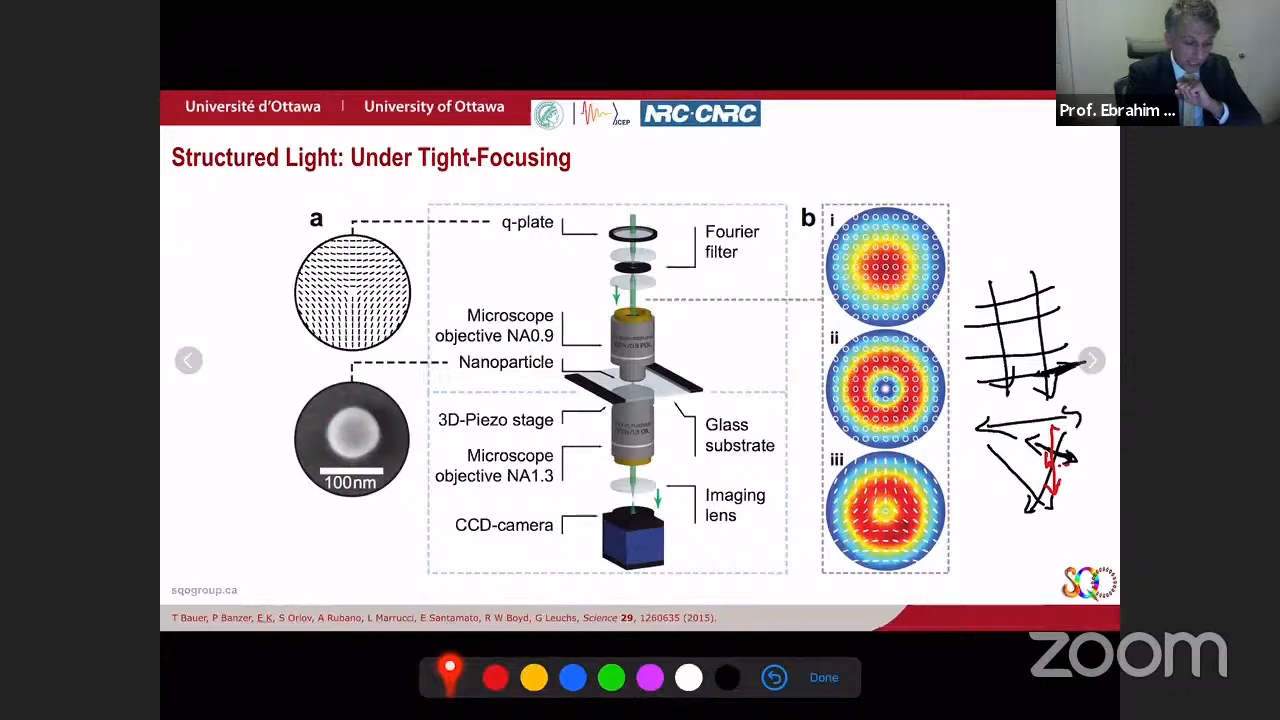 Prof. Ebrahim ...
Université d'Ottawa | University of Ottawa
JCEP
NRC·CNRC
Structured Light: Under Tight-Focusing
a
q-plate
Fourier
filter
Microscope
objective NA0.9
Nanoparticle
3D-Piezo stage
Glass
substrate
Microscope
objective NA1.3
Imaging
lens
CCD-camera
100nm
b
i
ii
iii
sqogroup.ca
SQO
T Bauer, P Banzer, E K, S Orlov, A Rubano, L Marrucci, E Santamato, R W Boyd, G Leuchs, Science 29, 1260635 (2015).
zoom
Done